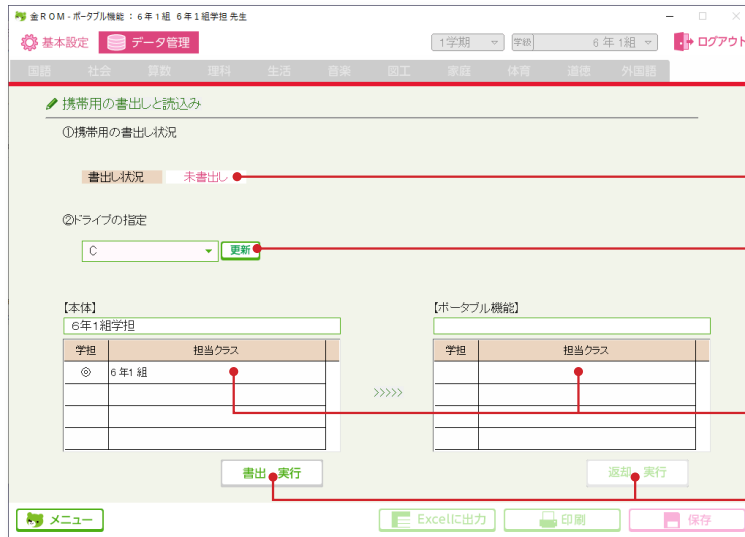 金ROM - ポータブル機能 : 6年1組 6年1組学担 先生
基本設定 データ管理 1学期 学級 6年1組 ログアウト
国語 社会 算数 理科 生活 音楽 図工 家庭 体育 道徳 外国語
携帯用の書出しと読込み
①携帯用の書出し状況
書出し状況 未書出し
②ドライブの指定
C 更新
【本体】 【ポータブル機能】
6年1組学担
学担 担当クラス 学担 担当クラス
◎ 6年1組
>>>>>
書出 実行 返却 実行
メニュー Excelに出力 印刷 保存